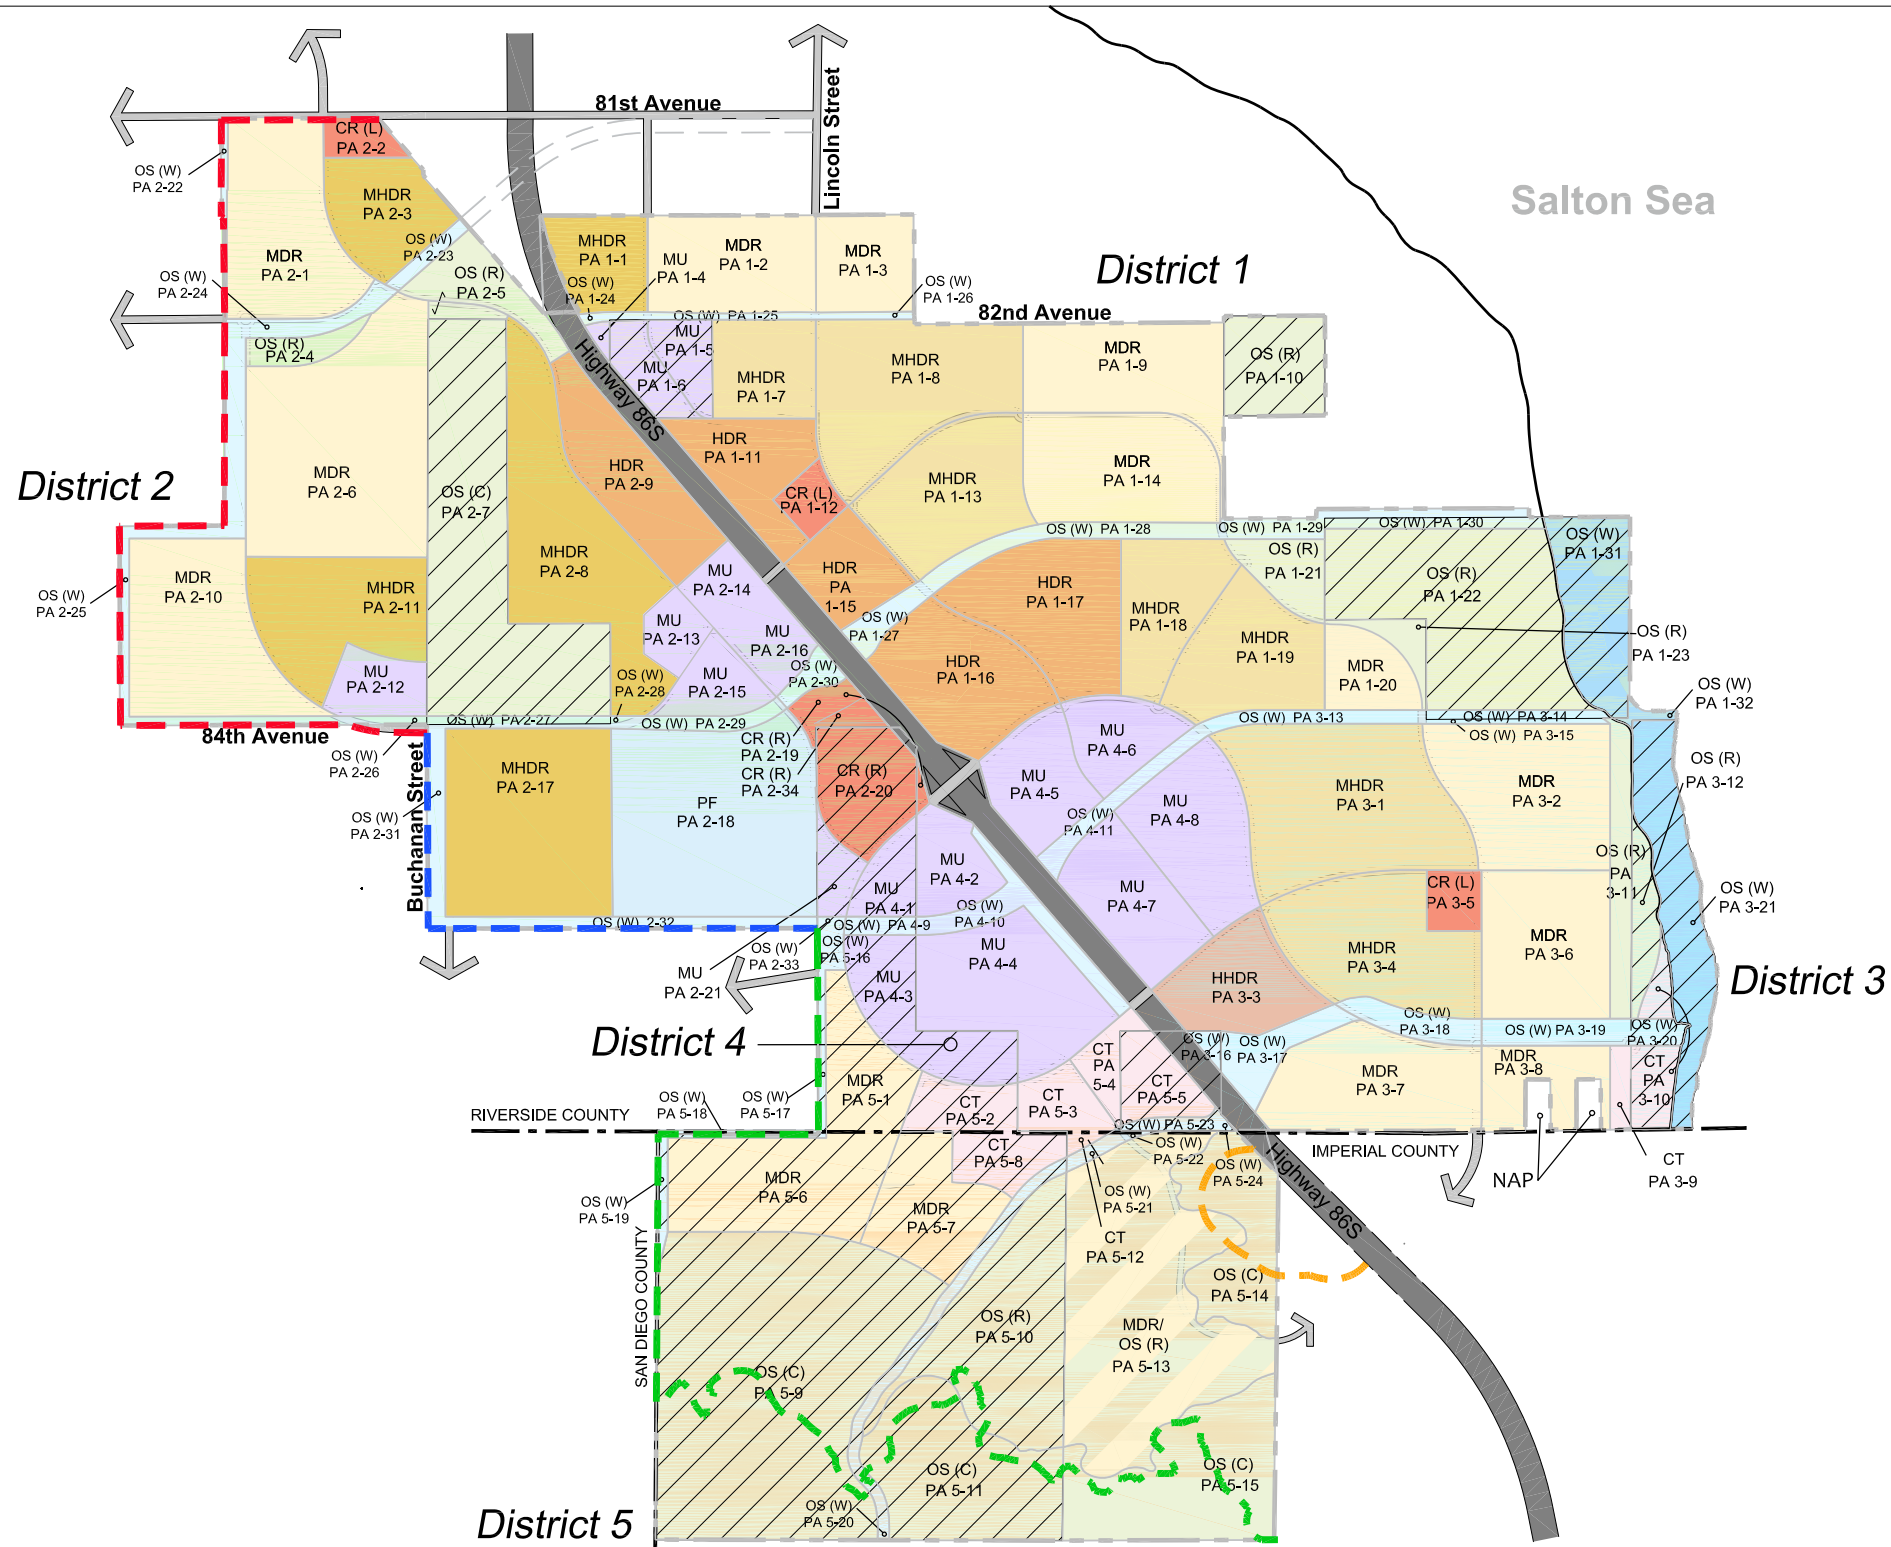 81st Avenue
Lincoln Street
CR (L)
PA 2-2
OS (W)
PA 2-22
MHDR
PA 2-3
Salton Sea
OS (W)
PA 2-23
MDR
PA 2-1
OS (W)
PA 2-24
OS (R)
PA 2-5
MHDR
PA 1-1
MU
PA 1-4
MDR
PA 1-2
MDR
PA 1-3
District 1
OS (W)
PA 1-24
OS (W)
PA 1-26
OS (W) PA 1-25
82nd Avenue
OS (R)
PA 2-4
Highway 86S
MU
PA 1-5
MU
PA 1-6
MHDR
PA 1-7
MHDR
PA 1-8
MDR
PA 1-9
OS (R)
PA 1-10
District 2
MDR
PA 2-6
OS (C)
PA 2-7
HDR
PA 2-9
HDR
PA 1-11
CR (L)
PA 1-12
MHDR
PA 1-13
MDR
PA 1-14
OS (W) PA 1-28
OS (W) PA 1-29
OS (W) PA 1-30
OS (W)
PA 1-31
OS (R)
PA 1-21
OS (R)
PA 1-22
MHDR
PA 2-8
MDR
PA 2-10
OS (W)
PA 2-25
MHDR
PA 2-11
MU
PA 2-14
HDR
PA
1-15
HDR
PA 1-17
MHDR
PA 1-18
MHDR
PA 1-19
OS (W)
PA 1-27
MU
PA 2-13
MU
PA 2-16
OS (R)
PA 1-23
MU
PA 2-12
OS (W)
PA 2-28
MU
PA 2-15
OS (W)
PA 2-30
HDR
PA 1-16
MDR
PA 1-20
OS (W)
PA 1-32
OS (W) PA 2-27
OS (W) PA 2-29
OS (W) PA 3-13
OS (W) PA 3-14
OS (W) PA 3-15
84th Avenue
OS (W)
PA 2-26
Buchanan Street
CR (R)
PA 2-19
CR (R)
PA 2-34
CR (R)
PA 2-20
MU
PA 4-6
MU
PA 4-5
OS (R)
PA 3-12
MHDR
PA 2-17
PF
PA 2-18
OS (W)
PA 2-31
OS (W)
PA 4-11
MU
PA 4-8
MHDR
PA 3-1
MDR
PA 3-2
MU
PA 4-2
OS (R)
PA
3-11
MU
PA 4-1
MU
PA 4-7
CR (L)
PA 3-5
OS (W)
PA 3-21
OS (W) 2-32
OS (W) PA 4-9
OS (W)
PA 4-10
OS (W)
PA 2-33
OS (W)
PA 5-16
MU
PA 2-21
MU
PA 4-4
MU
PA 4-3
HHDR
PA 3-3
MHDR
PA 3-4
MDR
PA 3-6
District 3
District 4
OS (W)
PA 3-18
OS (W) PA 3-19
OS (W)
PA 3-20
OS (W)
PA 3-16
OS (W)
PA 3-17
CT
PA
5-4
MDR
PA 5-1
CT
PA 5-2
CT
PA 5-3
CT
PA 5-5
MDR
PA 3-7
MDR
PA 3-8
CT
PA
3-10
OS (W)
PA 5-18
OS (W)
PA 5-17
RIVERSIDE COUNTY
OS (W) PA 5-23
OS (W)
PA 5-22
IMPERIAL COUNTY
CT
PA 5-8
NAP
CT
PA 3-9
OS (W)
PA 5-24
Highway 86S
MDR
PA 5-6
OS (W)
PA 5-19
MDR
PA 5-7
OS (W)
PA 5-21
CT
PA 5-12
SAN DIEGO COUNTY
OS (C)
PA 5-14
OS (R)
PA 5-10
MDR/
OS (R)
PA 5-13
OS (C)
PA 5-9
OS (C)
PA 5-11
OS (C)
PA 5-15
OS (W)
PA 5-20
District 5